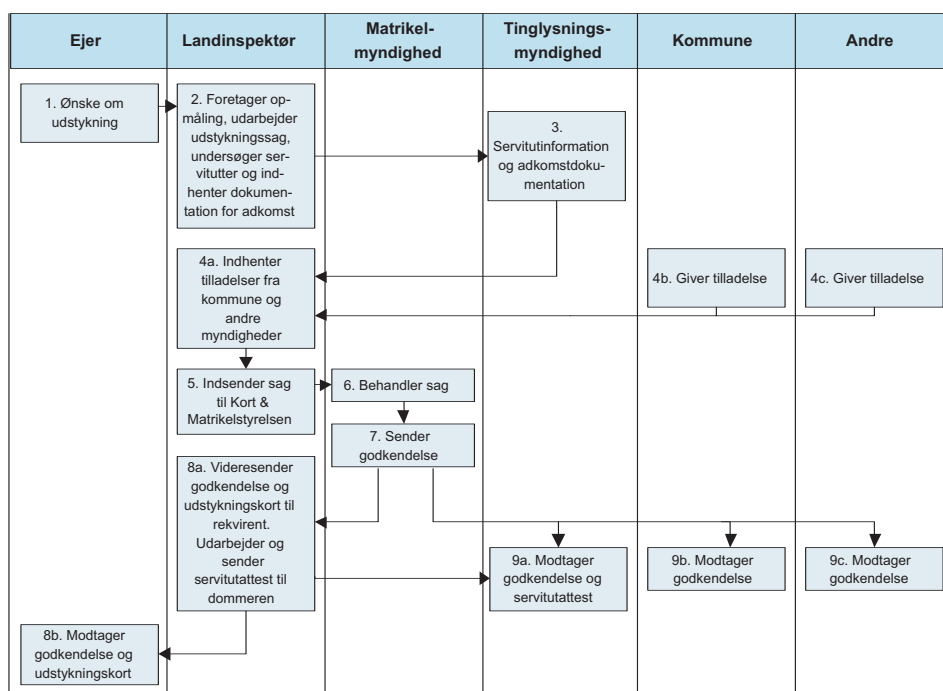 Ejer
Landinspektør
Matrikel-
myndighed
Tinglysnings-
myndighed
Kommune
Andre
1. Ønske om
udstykning
2. Foretager op-
måling, udarbejder
udstykningssag,
undersøger ser-
vitutter og ind-
henter dokumen-
tation for adkomst
3.
Servitutinformation
og adkomstdoku-
mentation
4a. Indhenter
tilladelser fra
kommune og
andre
myndigheder
4b. Giver tilladelse
4c. Giver tilladelse
5. Indsender sag
til Kort &
Matrikelstyrelsen
6. Behandler sag
7. Sender
godkendelse
8a. Videresender
godkendelse og
udstykningskort til
rekvirent.
Udarbejder og
sender
servitutattest til
dommeren
9a. Modtager
godkendelse og
servitutattest
9b. Modtager
godkendelse
9c. Modtager
godkendelse
8b. Modtager
godkendelse og
udstykningskort